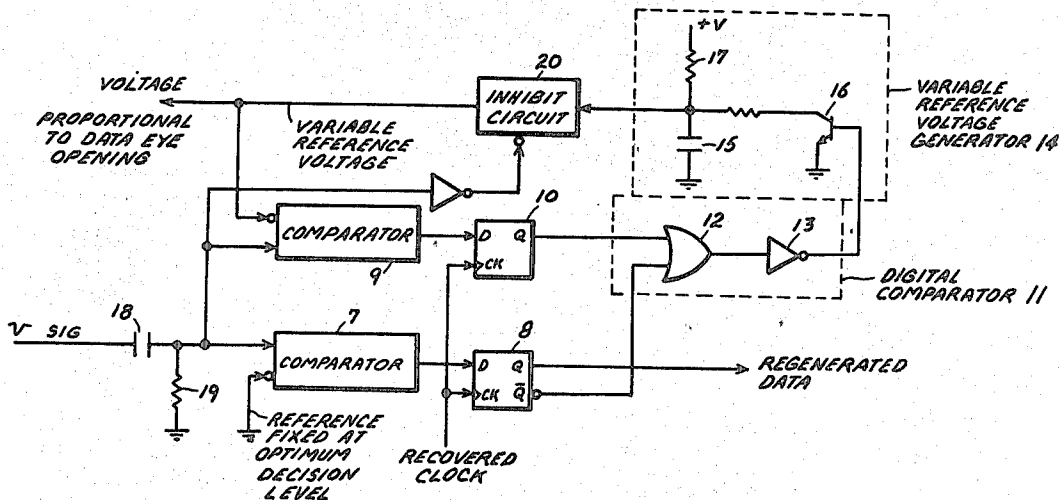 +V
17
16
VARIABLE
REFERENCE
VOLTAGE
GENERATOR 14
15
20
INHIBIT
CIRCUIT
VOLTAGE
PROPORTIONAL
TO DATA EYE
OPENING
VARIABLE
REFERENCE
VOLTAGE
COMPARATOR
9
10
D Q
CK
12
13
DIGITAL
COMPARATOR 11
V SIG
18
19
7
COMPARATOR
8
D Q
CK Q̅
REGENERATED
DATA
REFERENCE
FIXED AT
OPTIMUM
DECISION
LEVEL
RECOVERED
CLOCK